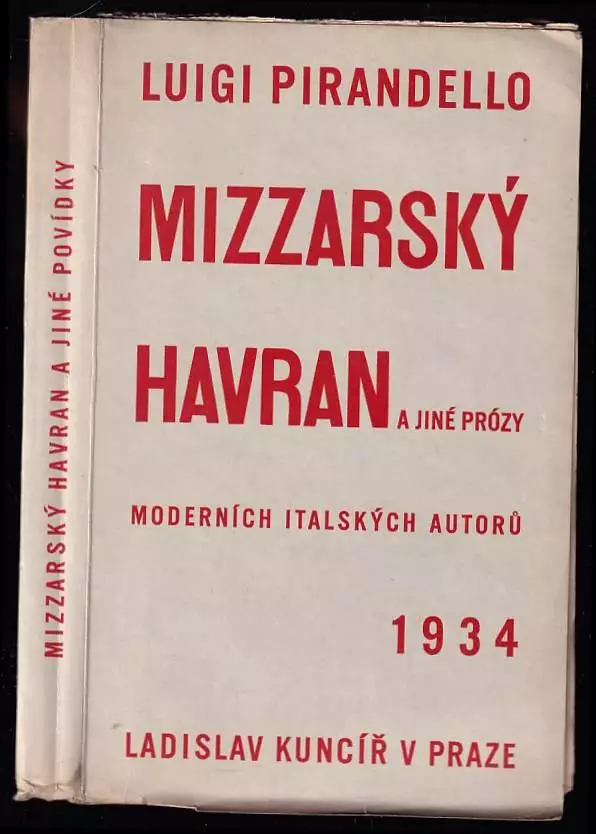 LUIGI PIRANDELLO
MIZZARSKÝ
HAVRAN A JINÉ PRÓZY
MODERNÍCH ITALSKÝCH AUTORŮ
1934
LADISLAV KUNCÍŘ V PRAZE
MIZZARSKÝ HAVRAN A JINÉ POVÍDKY